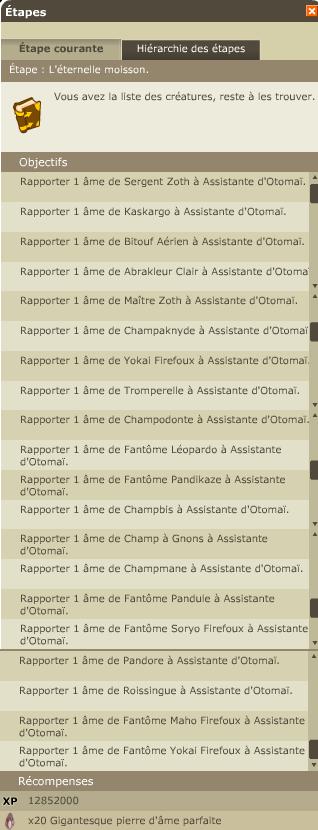 Étapes
Étape courante
Hiérarchie des étapes
Étape : L'éternelle moisson.
Vous avez la liste des créatures, reste à les trouver.
Objectifs
Rapporter 1 âme de Sergent Zoth à Assistante d'Otomaï.
Rapporter 1 âme de Kaskargo à Assistante d'Otomaï.
Rapporter 1 âme de Bitouf Aérien à Assistante d'Otomaï.
Rapporter 1 âme de Abrakleur Clair à Assistante d'Otomaï
Rapporter 1 âme de Maître Zoth à Assistante d'Otomaï.
Rapporter 1 âme de Champaknyde à Assistante d'Otomaï
Rapporter 1 âme de Yokai Firefoux à Assistante d'Otomaï.
Rapporter 1 âme de Tromperelle à Assistante d'Otomaï.
Rapporter 1 âme de Champodonte à Assistante d'Otomaï.
Rapporter 1 âme de Fantôme Léopardo à Assistante
d'Otomaï.
Rapporter 1 âme de Fantôme Pandikaze à Assistante
d'Otomaï.
Rapporter 1 âme de Champbis à Assistante d'Otomaï.
Rapporter 1 âme de Champ à Gnons à Assistante
d'Otomaï.
Rapporter 1 âme de Champmane à Assistante d'Otomaï.
Rapporter 1 âme de Fantôme Pandule à Assistante
d'Otomaï.
Rapporter 1 âme de Fantôme Soryo Firefoux à Assistante
d'Otomaï.
Rapporter 1 âme de Pandore à Assistante d'Otomaï.
Rapporter 1 âme de Roissingue à Assistante d'Otomaï.
Rapporter 1 âme de Fantôme Maho Firefoux à Assistante
d'Otomaï.
Rapporter 1 âme de Fantôme Yokai Firefoux à Assistante
d'Otomaï.
Récompenses
XP 12852000
x20 Gigantesque pierre d'âme parfaite